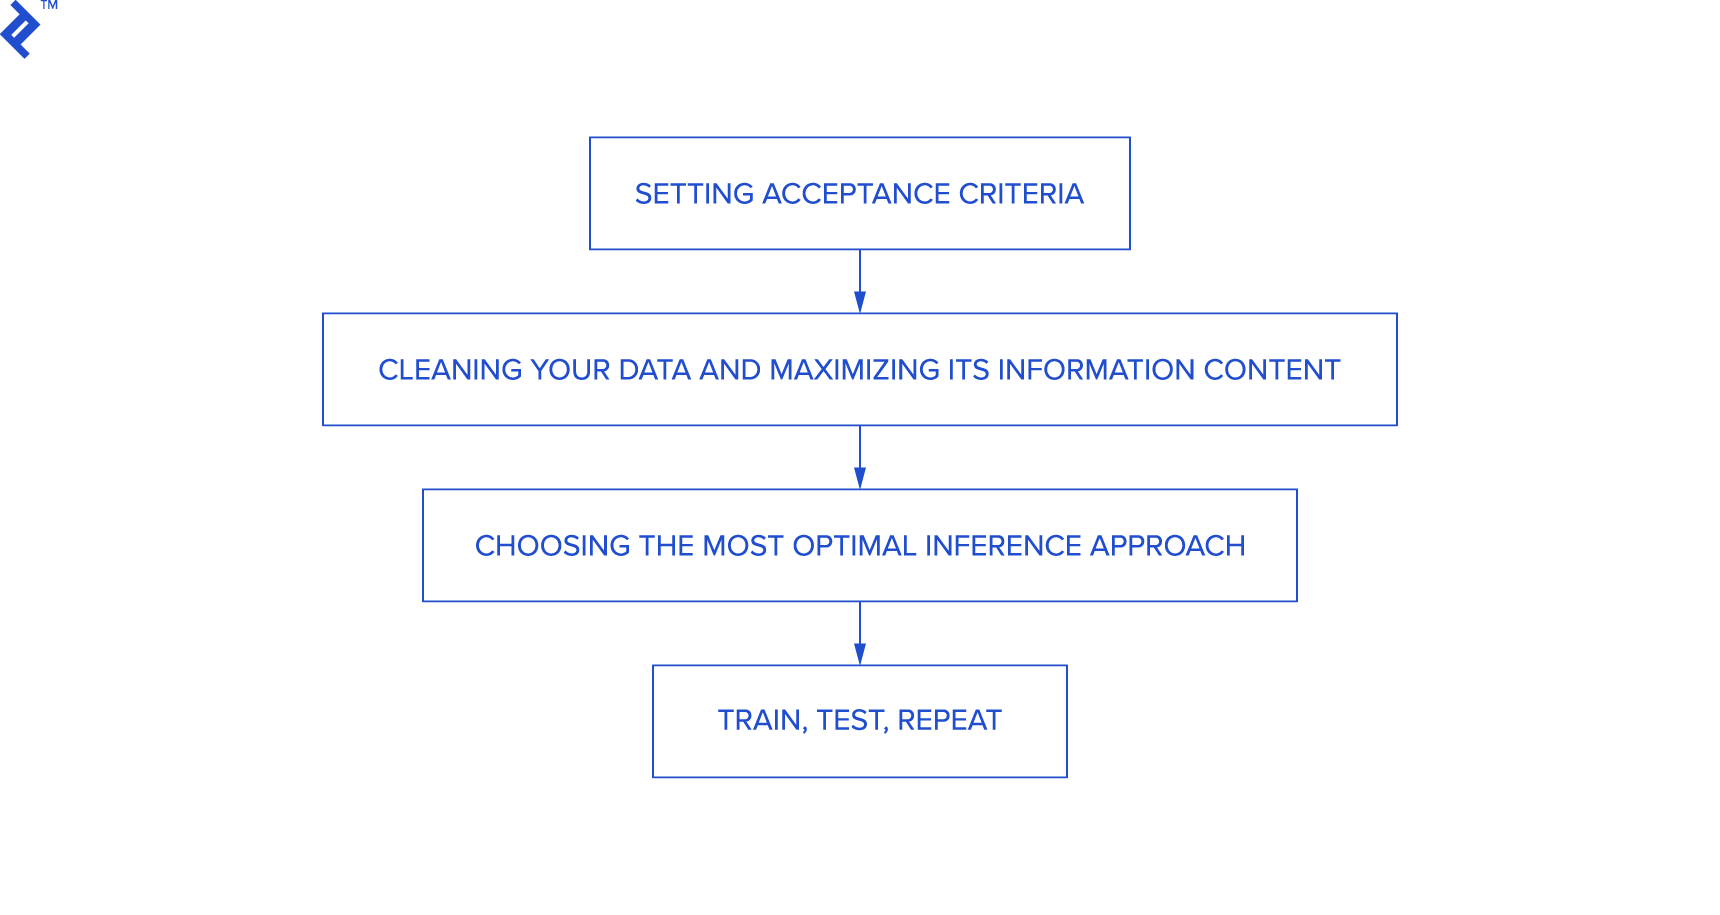 TM
SETTING ACCEPTANCE CRITERIA
CLEANING YOUR DATA AND MAXIMIZING ITS INFORMATION CONTENT
CHOOSING THE MOST OPTIMAL INFERENCE APPROACH
TRAIN, TEST, REPEAT